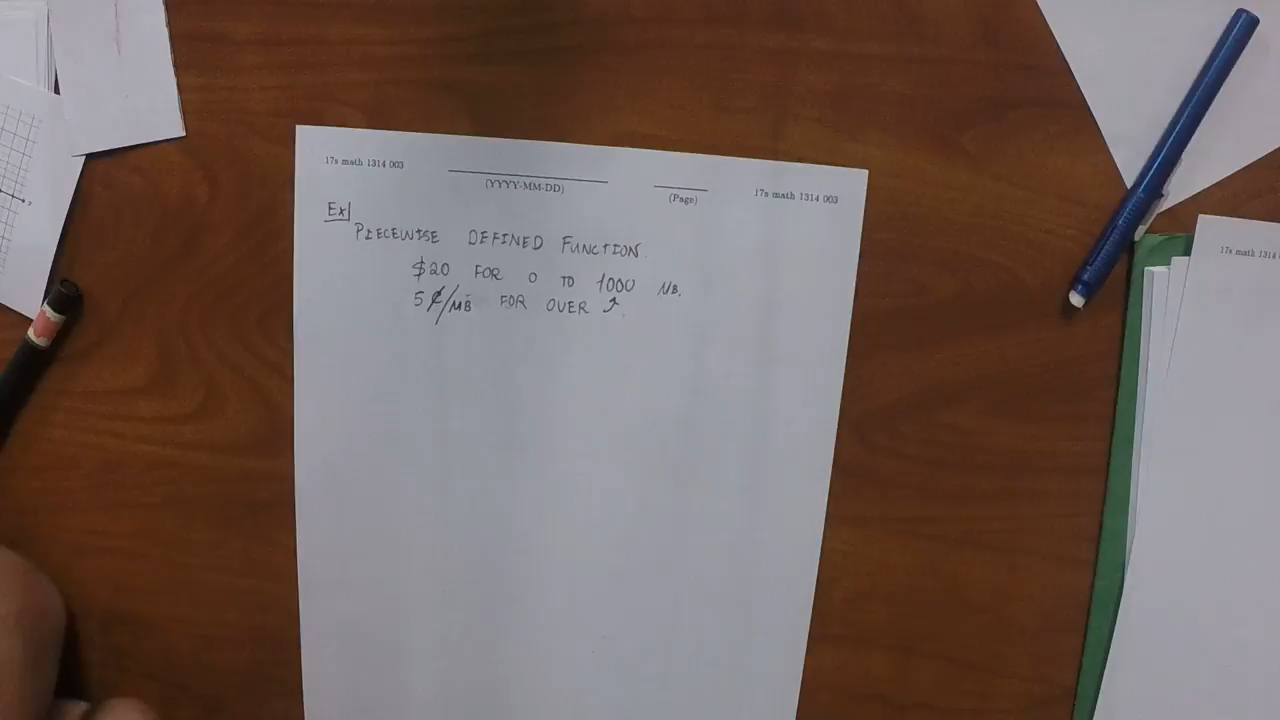 17s math 1314 003
(YYYY-MM-DD)
(Page)
17s math 1314 003
Ex
PIECEWISE DEFINED FUNCTION.
$20 FOR 0 TO 1000 MB.
5¢/MB FOR OVER ↑.
17s math 1314